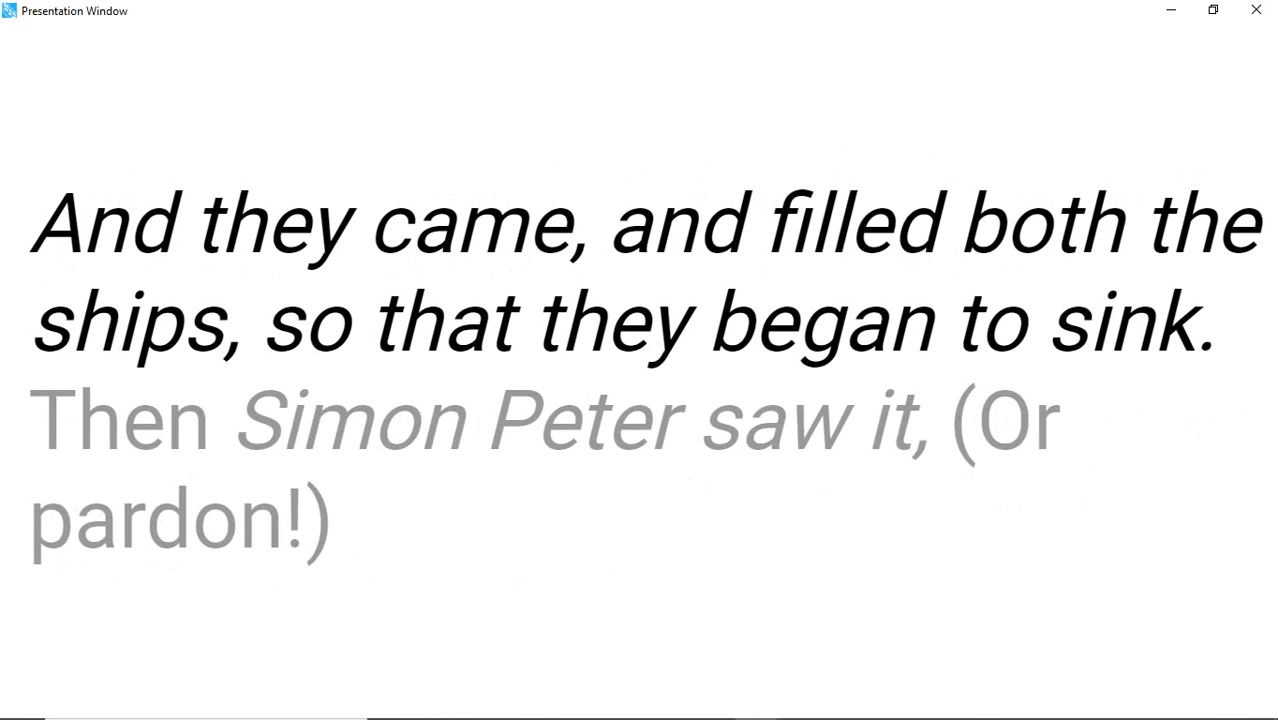 Presentation Window
And they came, and filled both the
ships, so that they began to sink.
Then Simon Peter saw it, (Or
pardon!)